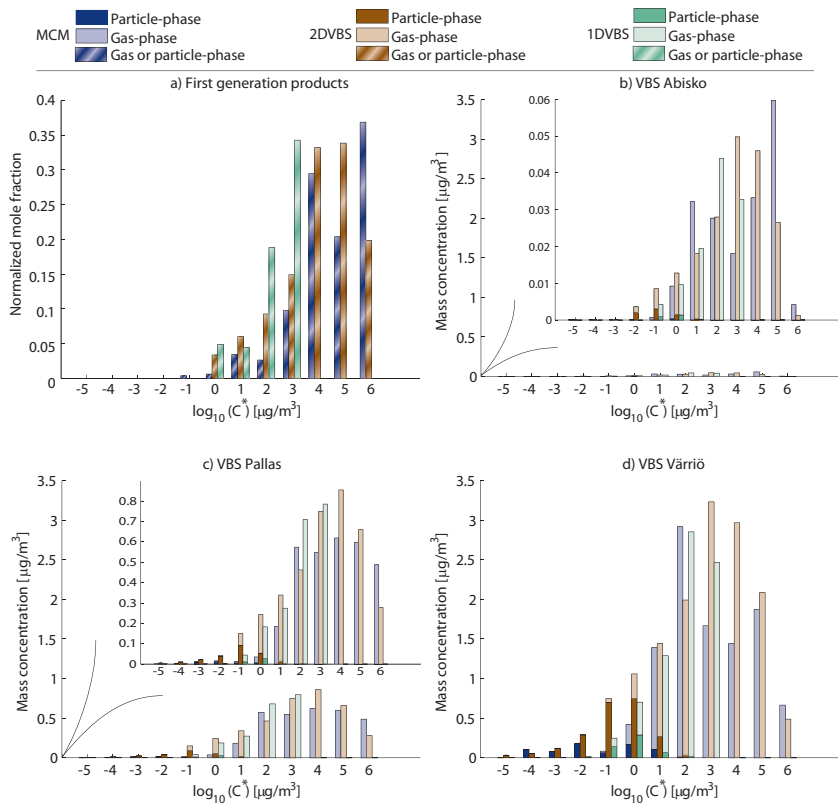 MCM
Particle-phase
Gas-phase
Gas or particle-phase
2DVBS
Particle-phase
Gas-phase
Gas or particle-phase
1DVBS
Particle-phase
Gas-phase
Gas or particle-phase
a) First generation products
Normalized mole fraction
0.4
0.35
0.3
0.25
0.2
0.15
0.1
0.05
0
-5 -4 -3 -2 -1 0 1 2 3 4 5 6
log10 (C*) [µg/m³]
b) VBS Abisko
Mass concentration [µg/m³]
3.5
3
2.5
2
1.5
1
0.5
0
0.06
0.05
0.04
0.03
0.02
0.01
0
-5 -4 -3 -2 -1 0 1 2 3 4 5 6
-5 -4 -3 -2 -1 0 1 2 3 4 5 6
log10 (C*) [µg/m³]
c) VBS Pallas
Mass concentration [µg/m³]
3.5
3
2.5
2
1.5
1
0.5
0
0.8
0.7
0.6
0.5
0.4
0.3
0.2
0.1
0
-5 -4 -3 -2 -1 0 1 2 3 4 5 6
-5 -4 -3 -2 -1 0 1 2 3 4 5 6
log10 (C*) [µg/m³]
d) VBS Värriö
Mass concentration [µg/m³]
3.5
3
2.5
2
1.5
1
0.5
0
-5 -4 -3 -2 -1 0 1 2 3 4 5 6
log10 (C*) [µg/m³]